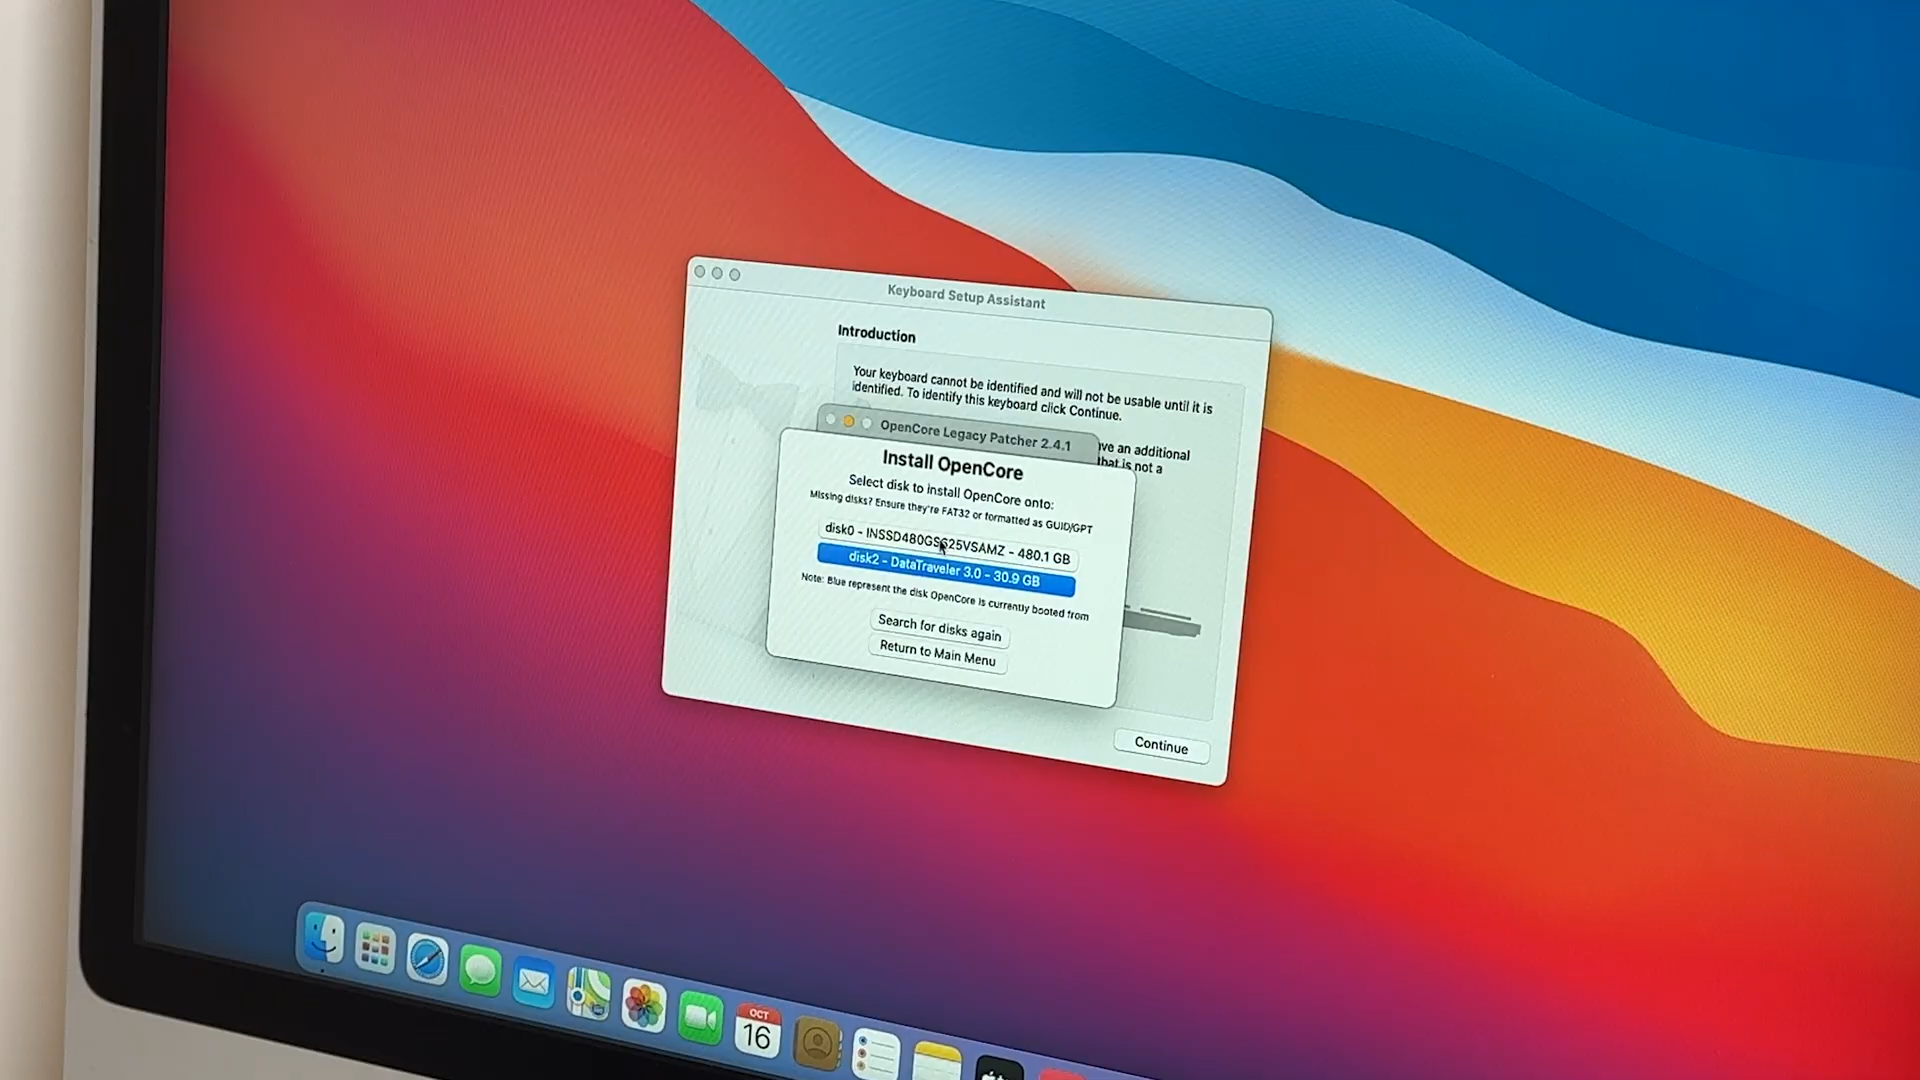 Keyboard Setup Assistant
Introduction
Your keyboard cannot be identified and will not be usable until it is
identified. To identify this keyboard click Continue.
ve an additional
that is not a
OpenCore Legacy Patcher 2.4.1
Install OpenCore
Select disk to install OpenCore onto:
Missing disks? Ensure they're FAT32 or formatted as GUID/GPT
disk0 - INSSD480GS625VSAMZ - 480.1 GB
disk2 - DataTraveler 3.0 - 30.9 GB
Note: Blue represent the disk OpenCore is currently booted from
Search for disks again
Return to Main Menu
Continue
OCT
16